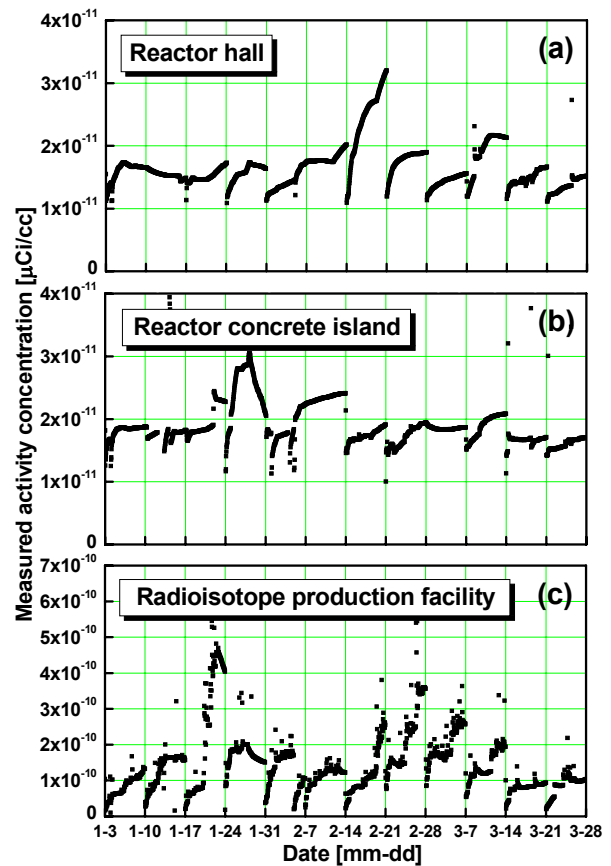 4x10⁻¹¹
Reactor hall
(a)
3x10⁻¹¹
2x10⁻¹¹
1x10⁻¹¹
0
4x10⁻¹¹
Reactor concrete island
(b)
3x10⁻¹¹
2x10⁻¹¹
1x10⁻¹¹
0
7x10⁻¹⁰
Radioisotope production facility
(c)
6x10⁻¹⁰
5x10⁻¹⁰
4x10⁻¹⁰
3x10⁻¹⁰
2x10⁻¹⁰
1x10⁻¹⁰
0
Measured activity concentration [μCi/cc]
1-3 1-10 1-17 1-24 1-31 2-7 2-14 2-21 2-28 3-7 3-14 3-21 3-28
Date [mm-dd]